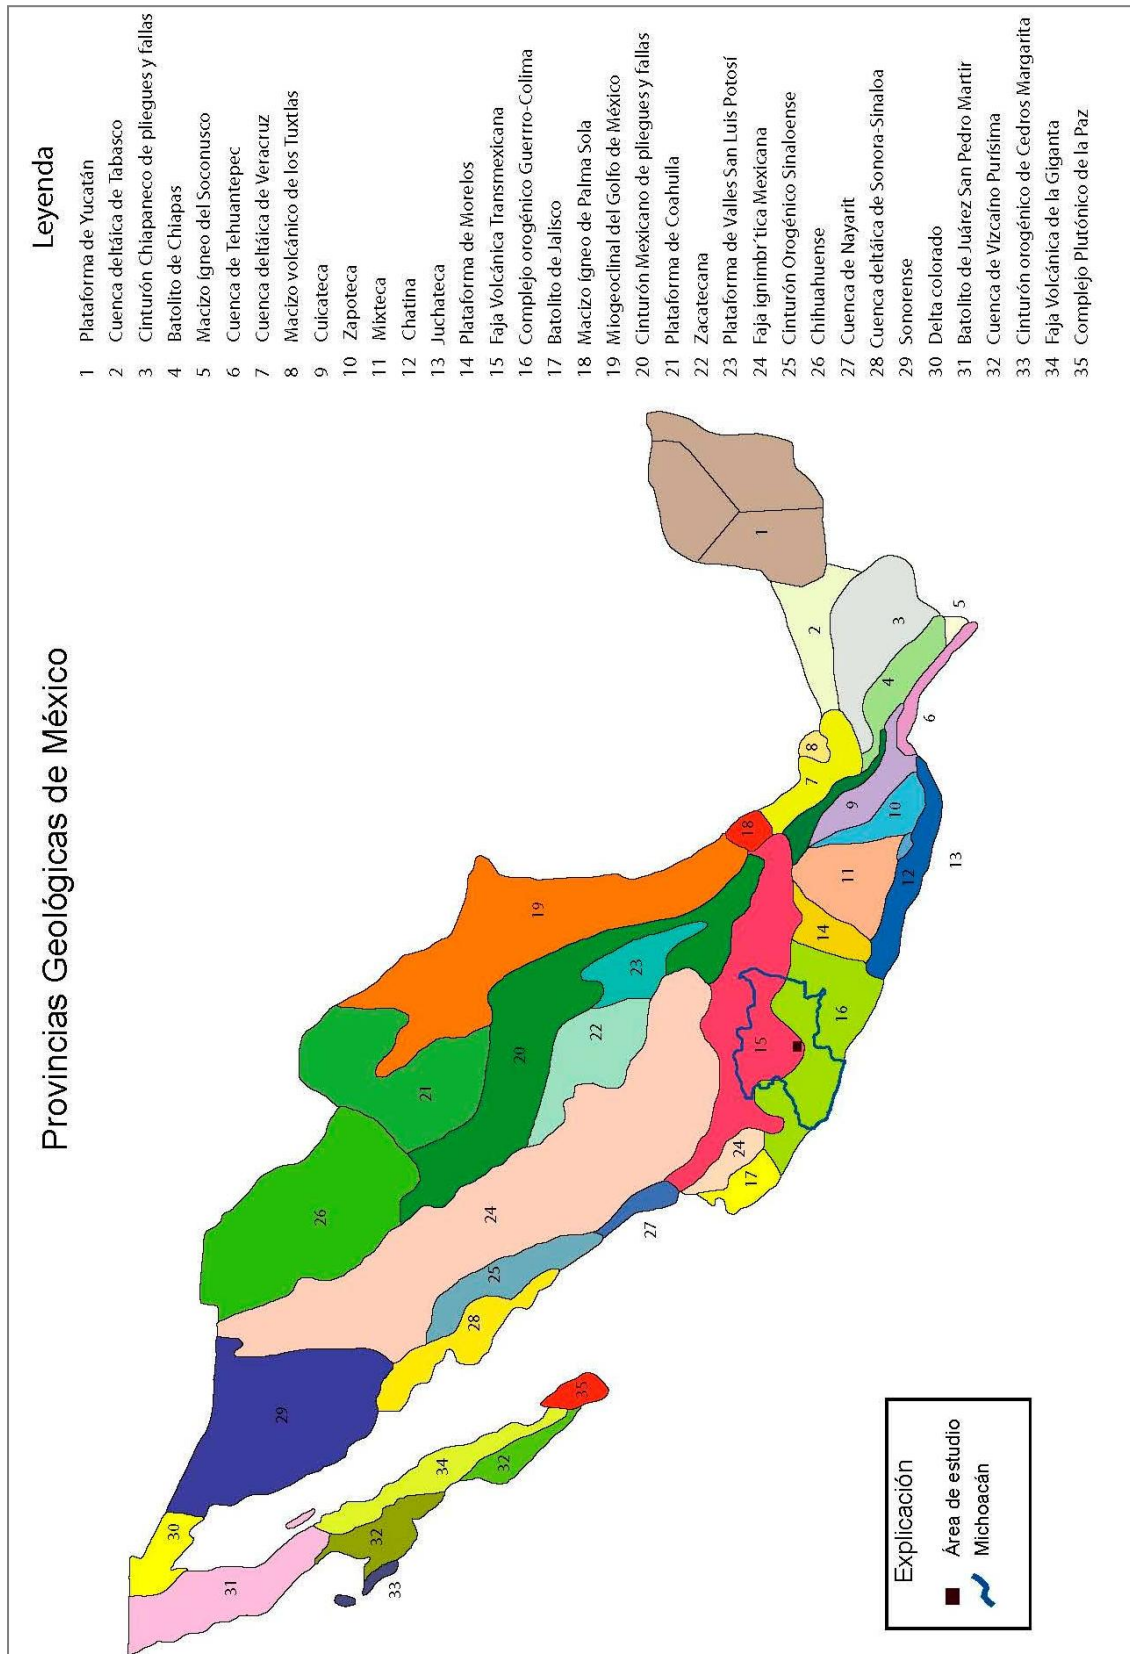 Provincias Geológicas de México
Leyenda
1 Plataforma de Yucatán
2 Cuenca deltáica de Tabasco
3 Cinturón Chiapaneco de pliegues y fallas
4 Batolito de Chiapas
5 Macizo ígneo del Soconusco
6 Cuenca de Tehuantepec
7 Cuenca deltáica de Veracruz
8 Macizo volcánico de los Tuxtlas
9 Cuicateca
10 Zapoteca
11 Mixteca
12 Chatina
13 Juchateca
14 Plataforma de Morelos
15 Faja Volcánica Transmexicana
16 Complejo orogénico Guerrro-Colima
17 Batolito de Jalisco
18 Macizo ígneo de Palma Sola
19 Miogeoclinal del Golfo de México
20 Cinturón Mexicano de pliegues y fallas
21 Plataforma de Coahuila
22 Zacatecana
23 Plataforma de Valles San Luis Potosí
24 Faja ignimbr´tica Mexicana
25 Cinturón Orogénico Sinaloense
26 Chihuahuense
27 Cuenca de Nayarit
28 Cuenca deltáica de Sonora-Sinaloa
29 Sonorense
30 Delta colorado
31 Batolito de Juárez San Pedro Martir
32 Cuenca de Vizcaíno Purísima
33 Cinturón orogénico de Cedros Margarita
34 Faja Volcánica de la Giganta
35 Complejo Plutónico de la Paz
31
30
33
32
34
32
35
29
28
25
26
24
27
21
20
22
23
19
24
17
15
16
14
18
11
12
13
10
9
7
8
6
4
3
5
2
1
Explicación
Área de estudio
Michoacán